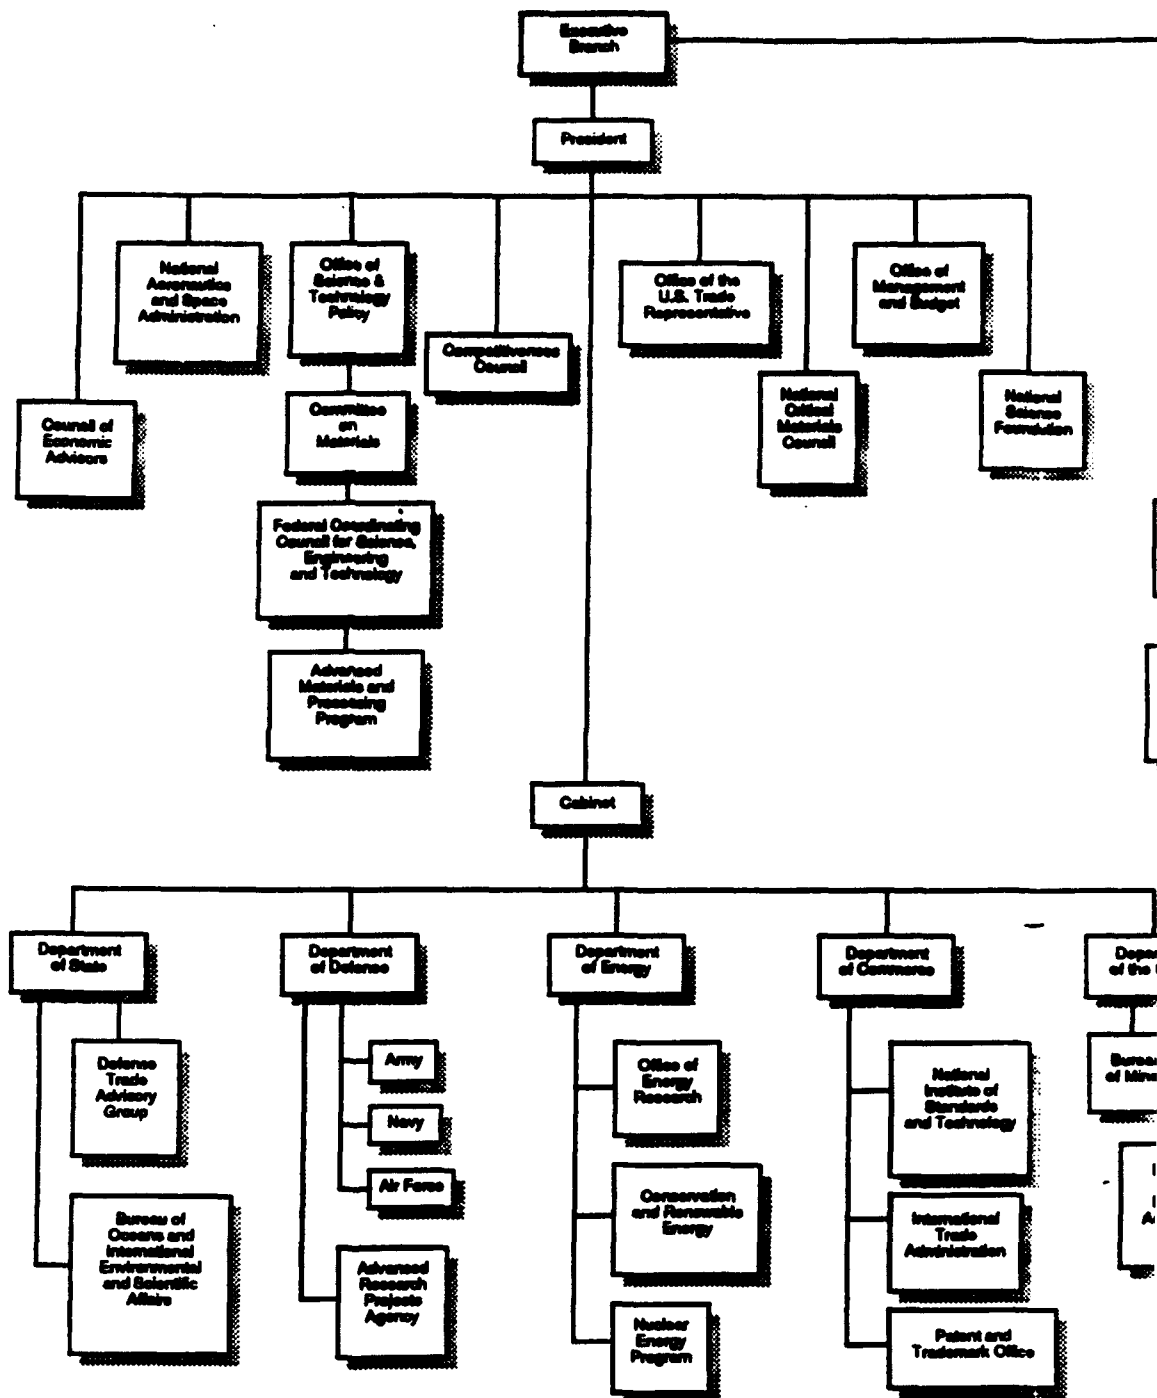 Executive
Branch
President
National
Aeronautics
and Space
Administration
Office of
Science &
Technology
Policy
Competitiveness
Council
Office of the
U.S. Trade
Representative
Office of
Management
and Budget
Council of
Economic
Advisors
Committee
on
Materials
National
Critical
Materials
Council
National
Science
Foundation
Federal Coordinating
Council for Science,
Engineering
and Technology
Advanced
Materials and
Processing
Program
Cabinet
Department
of State
Department
of Defense
Department
of Energy
Department
of Commerce
of the
Defense
Trade
Advisory
Group
Bureau of
Oceans and
International
Environmental
and Scientific
Affairs
Army
Navy
Air Force
Advanced
Research
Projects
Agency
Office of
Energy
Research
Conservation
and Renewable
Energy
Nuclear
Energy
Program
National
Institute of
Standards
and Technology
International
Trade
Administration
Patent and
Trademark Office
Bureau
of